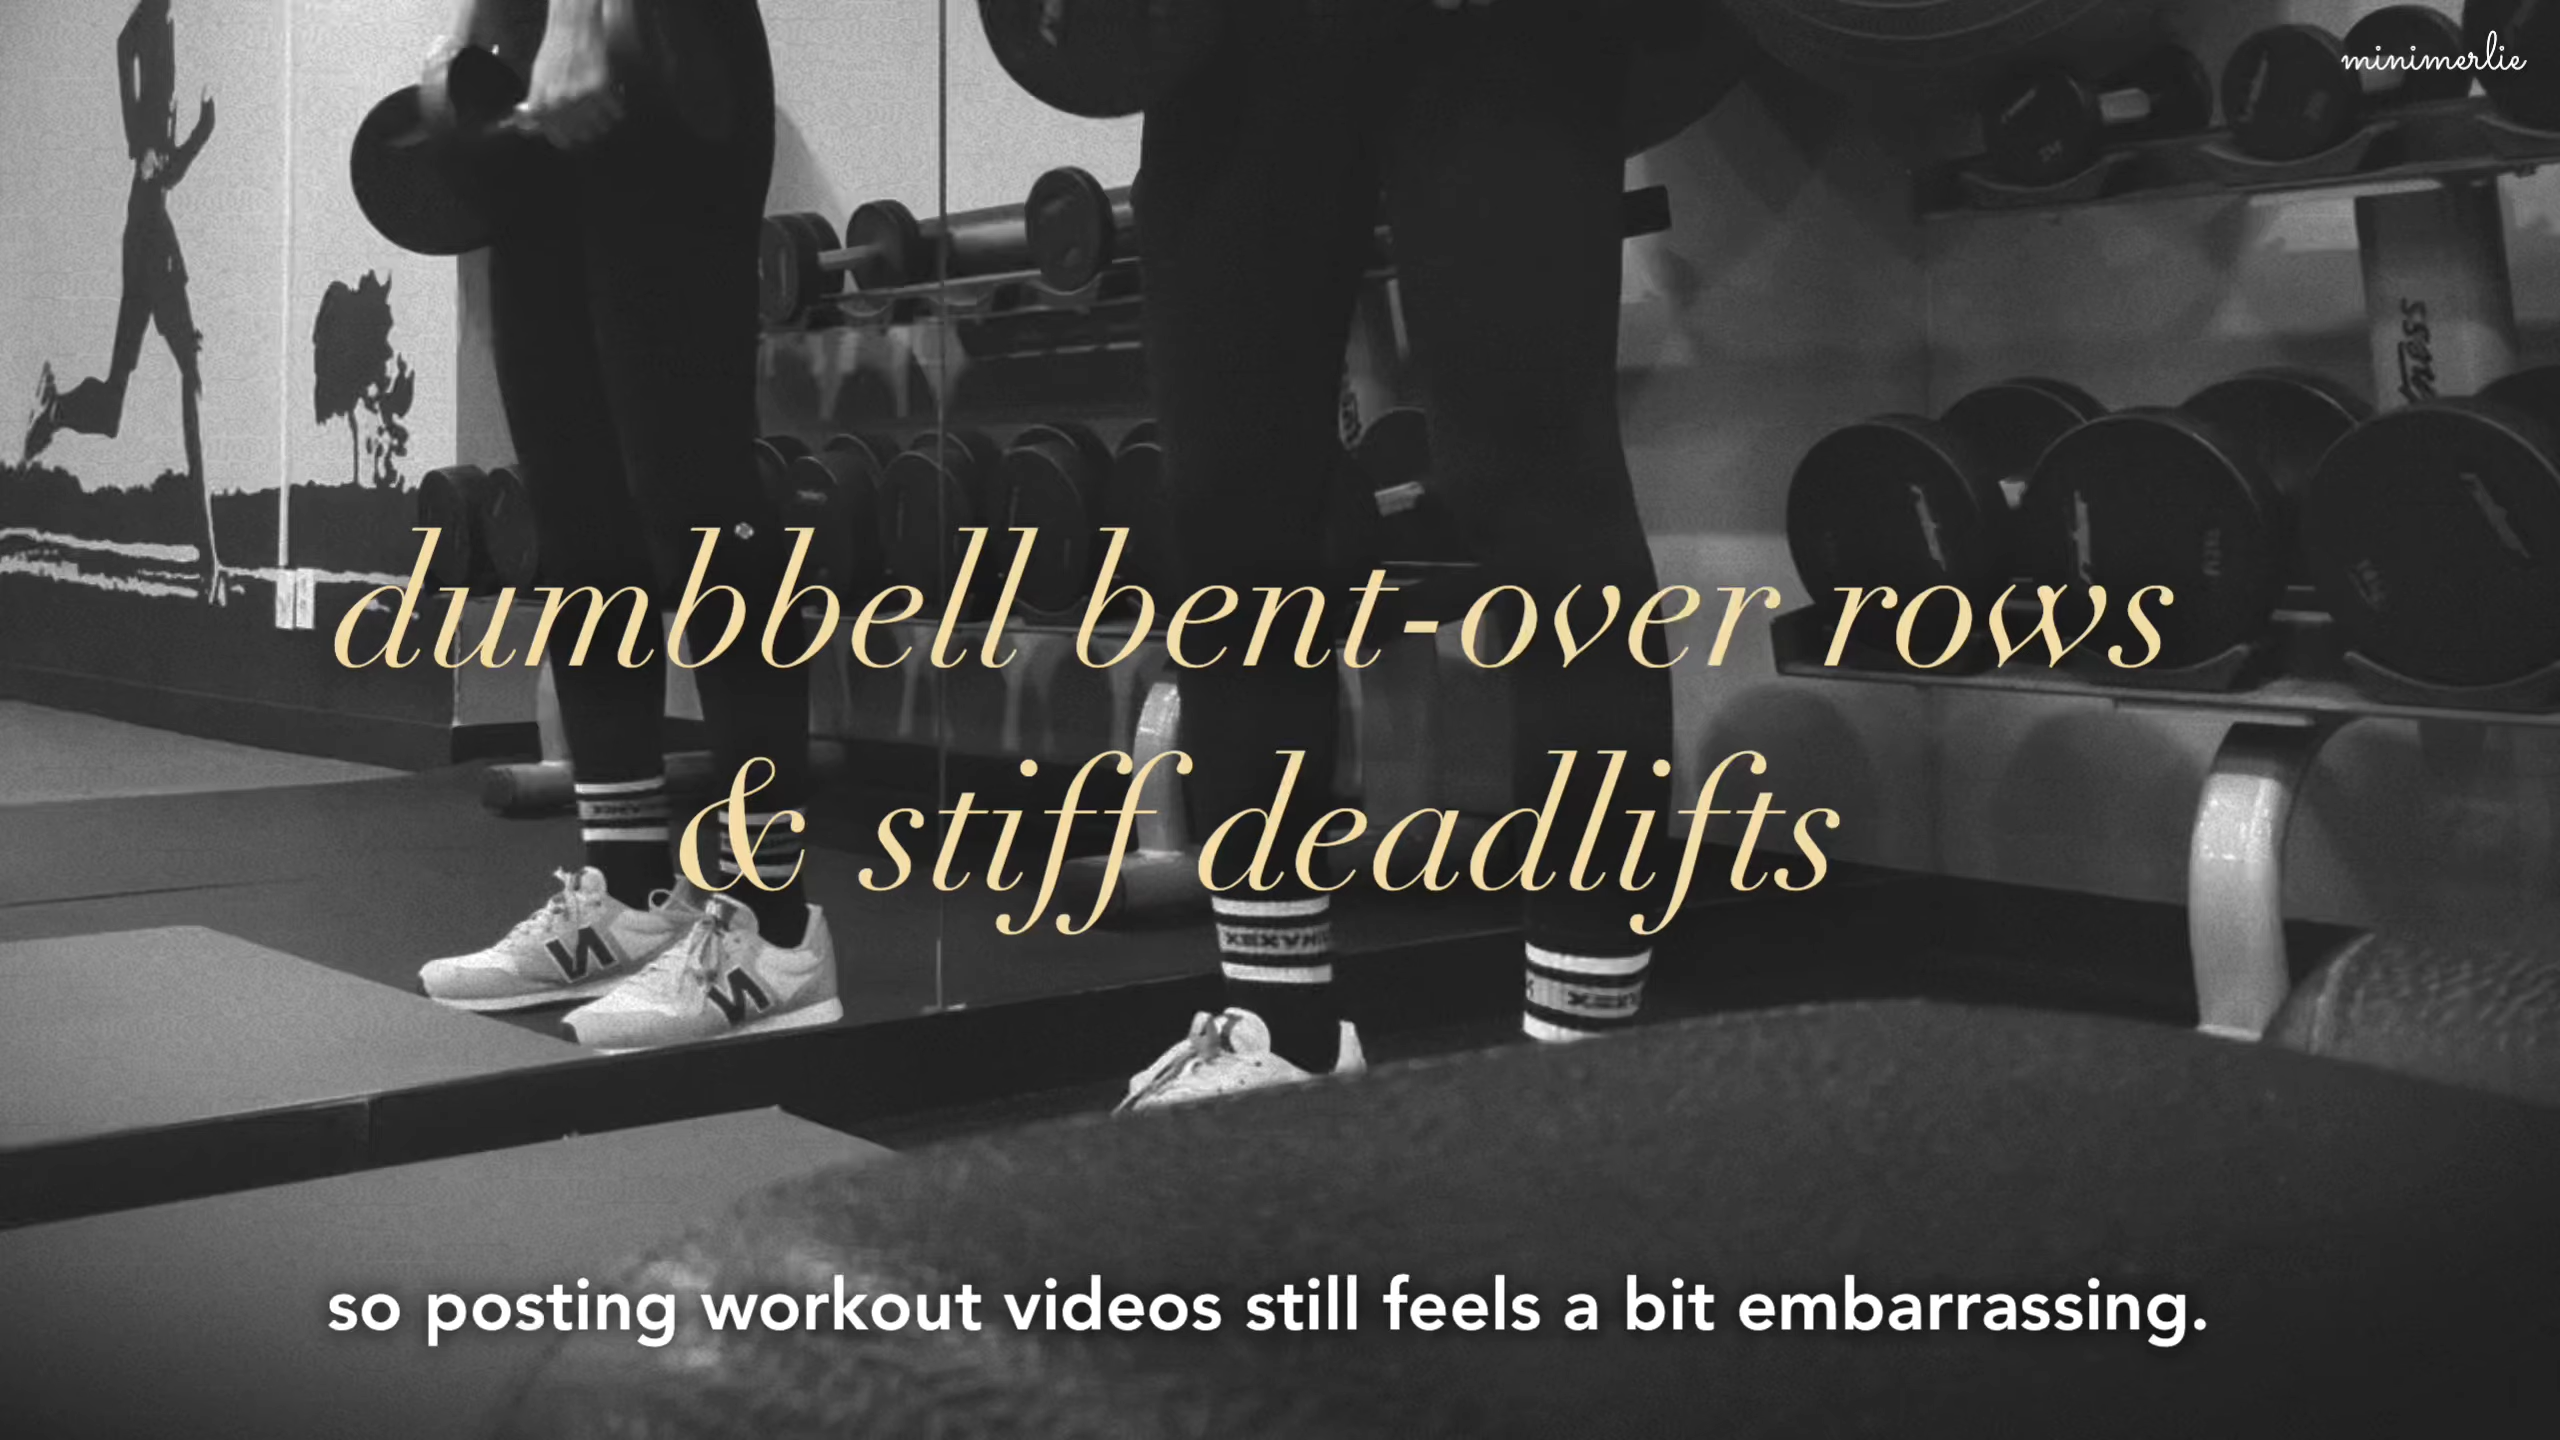 minimerlie
dumbbell bent-over rows
& stiff deadlifts
so posting workout videos still feels a bit embarrassing.